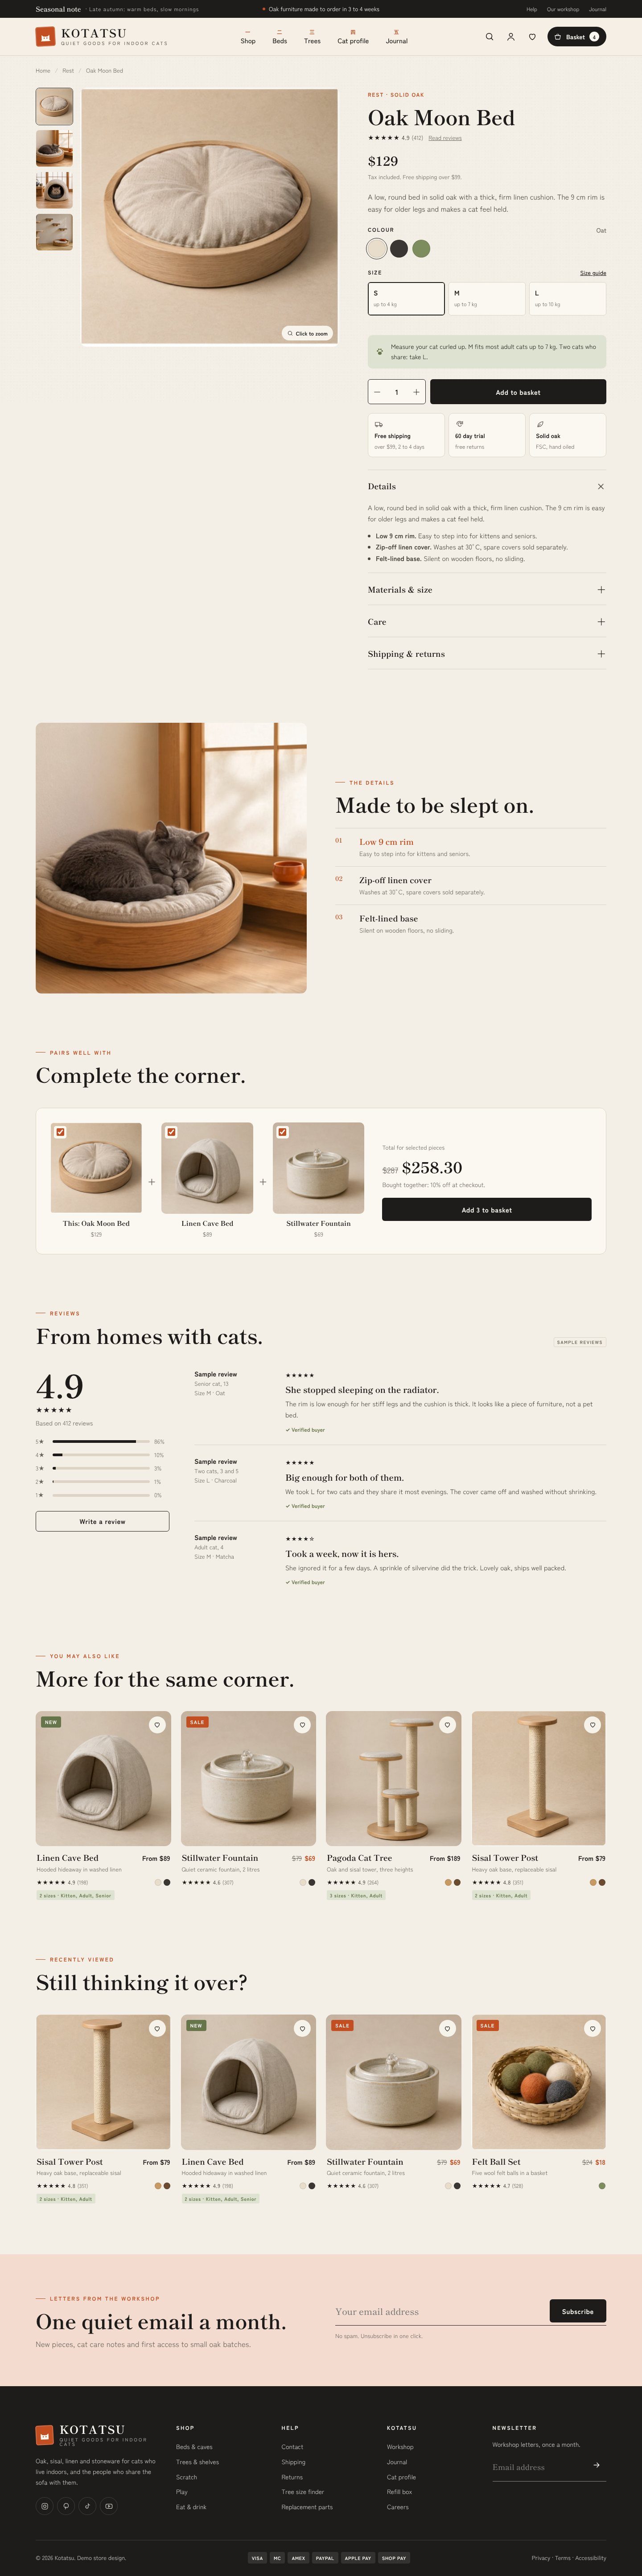 Seasonal note · Late autumn: warm beds, slow mornings
Oak furniture made to order in 3 to 4 weeks
Help Our workshop Journal
KOTATSU
QUIET GOODS FOR INDOOR CATS
一 二 三 四 五
Shop Beds Trees Cat profile Journal
Basket
Home / Rest / Oak Moon Bed
REST · SOLID OAK
Oak Moon Bed
★★★★★ 4.9 (412) Read reviews
$129
Tax included. Free shipping over $99.
A low, round bed in solid oak with a thick, firm linen cushion. The 9 cm rim is
easy for older legs and makes a cat feel held.
COLOUR Oat
SIZE Size guide
S M L
up to 4 kg up to 7 kg up to 10 kg
Click to zoom
Measure your cat curled up. M fits most adult cats up to 7 kg. Two cats who
share: take L.
− 1 + Add to basket
Free shipping 60 day trial Solid oak
over $99, 2 to 4 days free returns FSC, hand oiled
Details
A low, round bed in solid oak with a thick, firm linen cushion. The 9 cm rim is easy
for older legs and makes a cat feel held.
Low 9 cm rim. Easy to step into for kittens and seniors.
Zip-off linen cover. Washes at 30°C, spare covers sold separately.
Felt-lined base. Silent on wooden floors, no sliding.
Materials & size
Care
Shipping & returns
THE DETAILS
Made to be slept on.
01 Low 9 cm rim
Easy to step into for kittens and seniors.
02 Zip-off linen cover
Washes at 30°C, spare covers sold separately.
03 Felt-lined base
Silent on wooden floors, no sliding.
PAIRS WELL WITH
Complete the corner.
This: Oak Moon Bed
$129
+
Linen Cave Bed
$89
+
Stillwater Fountain
$69
Total for selected pieces
$287 $258.30
Bought together: 10% off at checkout.
Add 3 to basket
REVIEWS
From homes with cats.
SAMPLE REVIEWS
4.9
★★★★★
Based on 412 reviews
5★ 86%
4★ 10%
3★ 3%
2★ 1%
1★ 0%
Write a review
Sample review
Senior cat, 13
Size M · Oat
★★★★★
She stopped sleeping on the radiator.
The rim is low enough for her stiff legs and the cushion is thick. It looks like a piece of furniture, not a pet
bed.
✓ Verified buyer
Sample review
Two cats, 3 and 5
Size L · Charcoal
★★★★★
Big enough for both of them.
We took L for two cats and they share it most evenings. The cover came off and washed without shrinking.
✓ Verified buyer
Sample review
Adult cat, 4
Size M · Matcha
★★★★☆
Took a week, now it is hers.
She ignored it for a few days. A sprinkle of silvervine did the trick. Lovely oak, ships well packed.
✓ Verified buyer
YOU MAY ALSO LIKE
More for the same corner.
NEW
Linen Cave Bed From $89
Hooded hideaway in washed linen
★★★★★ 4.9 (198)
2 sizes · Kitten, Adult, Senior
SALE
Stillwater Fountain $79 $69
Quiet ceramic fountain, 2 litres
★★★★★ 4.6 (307)
Pagoda Cat Tree From $189
Oak and sisal tower, three heights
★★★★★ 4.9 (264)
3 sizes · Kitten, Adult
Sisal Tower Post From $79
Heavy oak base, replaceable sisal
★★★★★ 4.8 (351)
2 sizes · Kitten, Adult
RECENTLY VIEWED
Still thinking it over?
Sisal Tower Post From $79
Heavy oak base, replaceable sisal
★★★★★ 4.8 (351)
2 sizes · Kitten, Adult
NEW
Linen Cave Bed From $89
Hooded hideaway in washed linen
★★★★★ 4.9 (198)
2 sizes · Kitten, Adult, Senior
SALE
Stillwater Fountain $79 $69
Quiet ceramic fountain, 2 litres
★★★★★ 4.6 (307)
SALE
Felt Ball Set $24 $18
Five wool felt balls in a basket
★★★★★ 4.7 (528)
LETTERS FROM THE WORKSHOP
One quiet email a month.
New pieces, cat care notes and first access to small oak batches.
Your email address Subscribe
No spam. Unsubscribe in one click.
KOTATSU
QUIET GOODS FOR INDOOR
CATS
Oak, sisal, linen and stoneware for cats who
live indoors, and the people who share the
sofa with them.
SHOP
Beds & caves
Trees & shelves
Scratch
Play
Eat & drink
HELP
Contact
Shipping
Returns
Tree size finder
Replacement parts
KOTATSU
Workshop
Journal
Cat profile
Refill box
Careers
NEWSLETTER
Workshop letters, once a month.
Email address →
© 2026 Kotatsu. Demo store design.
VISA MC AMEX PAYPAL APPLE PAY SHOP PAY
Privacy · Terms · Accessibility